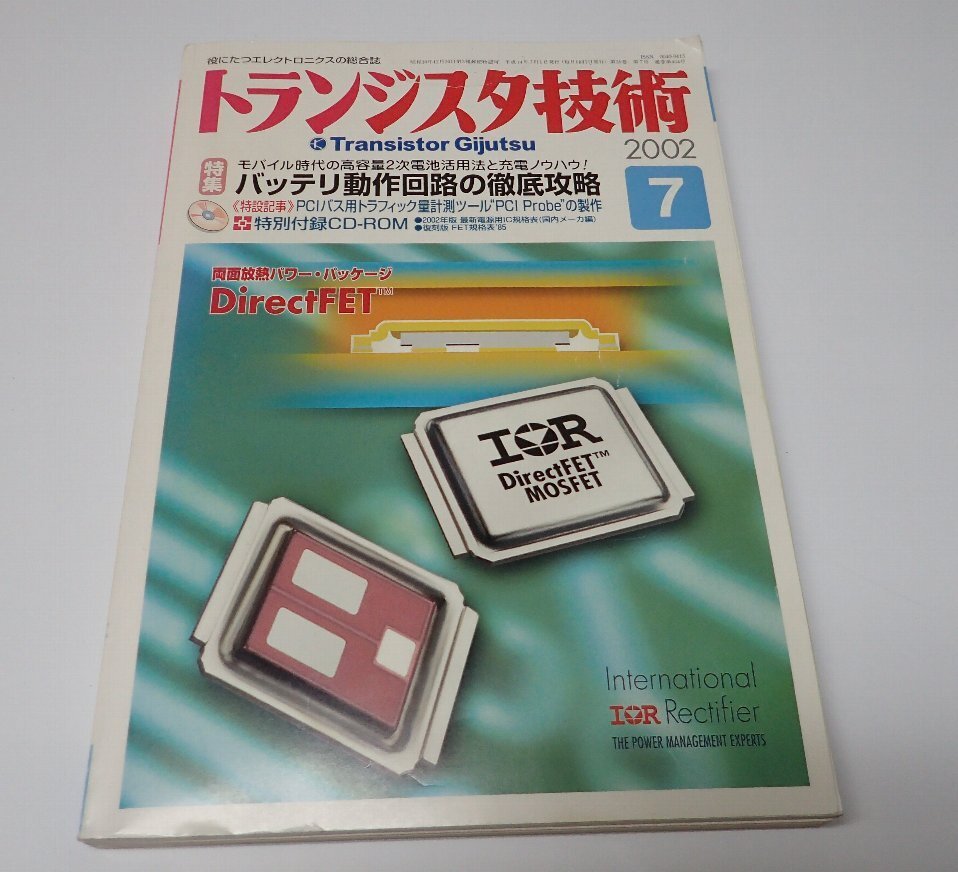 役にたつエレクトロニクスの総合誌
トランジスタ技術
Transistor Gijutsu
2002
7
特集
モバイル時代の高容量2次電池活用法と充電ノウハウ!
バッテリ動作回路の徹底攻略
《特設記事》PCIバス用トラフィック量計測ツール"PCI Probe"の製作
特別付録CD-ROM
●2002年版 最新電源用IC規格表(国内メーカ編)
●復刻版 FET規格表'85
両面放熱パワー・パッケージ
DirectFET™
IOR
DirectFET™
MOSFET
International
IOR Rectifier
THE POWER MANAGEMENT EXPERTS